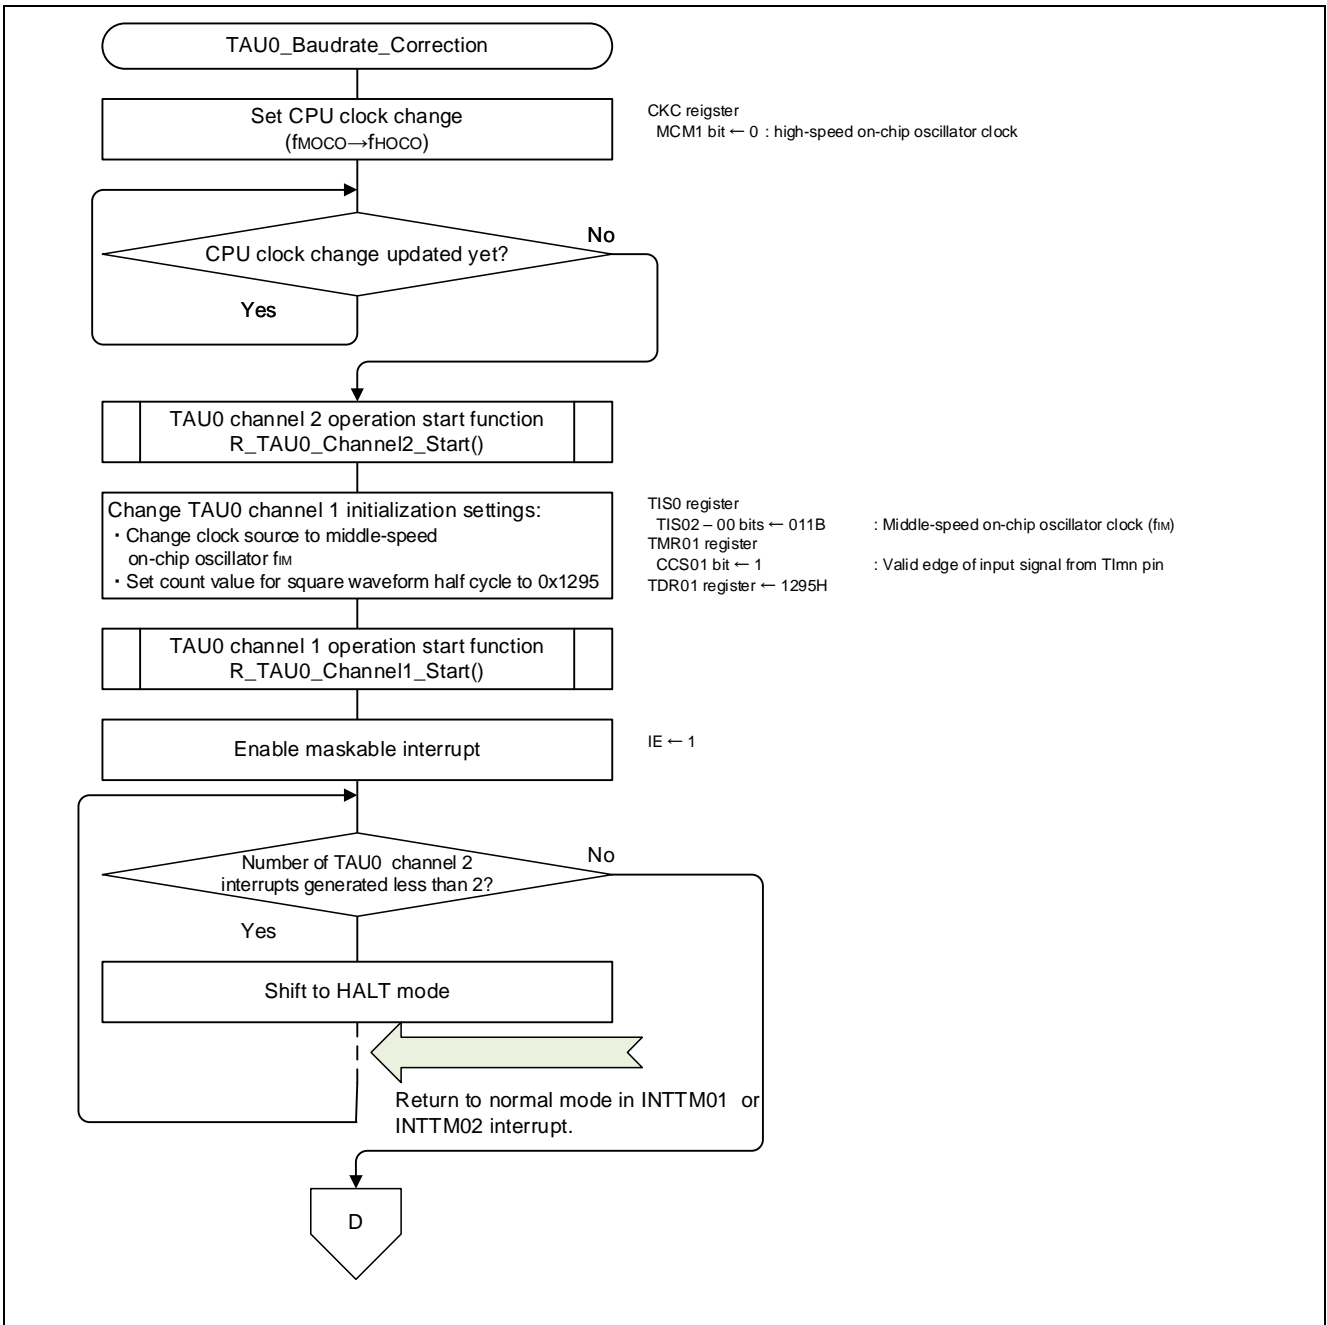 TAU0_Baudrate_Correction
Set CPU clock change
(fMOCO→fHOCO)
CKC reigster
MCM1 bit ← 0 : high-speed on-chip oscillator clock
CPU clock change updated yet?
No
Yes
TAU0 channel 2 operation start function
R_TAU0_Channel2_Start()
Change TAU0 channel 1 initialization settings:
・Change clock source to middle-speed
on-chip oscillator fIM
・Set count value for square waveform half cycle to 0x1295
TIS0 register
TIS02 – 00 bits ← 011B : Middle-speed on-chip oscillator clock (fIM)
TMR01 register
CCS01 bit ← 1 : Valid edge of input signal from TImn pin
TDR01 register ← 1295H
TAU0 channel 1 operation start function
R_TAU0_Channel1_Start()
Enable maskable interrupt
IE ← 1
Number of TAU0 channel 2
interrupts generated less than 2?
No
Yes
Shift to HALT mode
Return to normal mode in INTTM01 or
INTTM02 interrupt.
D